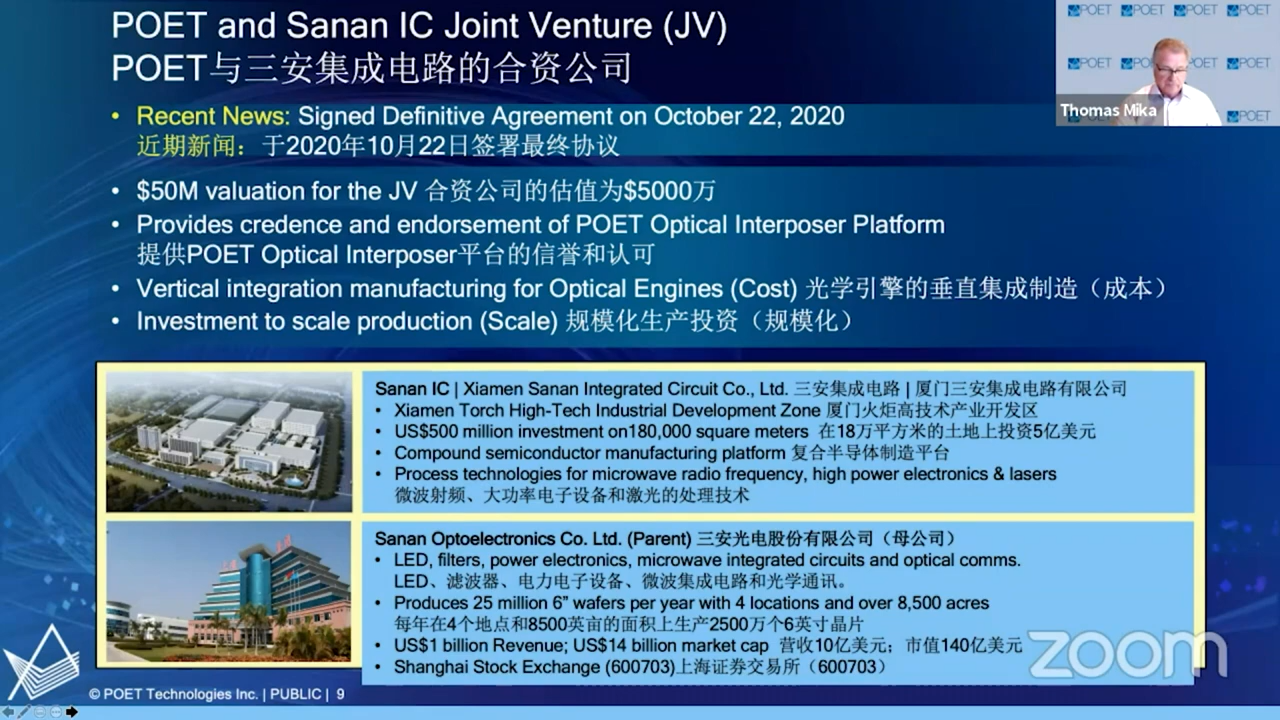 POET and Sanan IC Joint Venture (JV)
POET与三安集成电路的合资公司
POET POET POET POET
POET POET POET POET
Thomas Mika
POET
• Recent News: Signed Definitive Agreement on October 22, 2020
近期新闻：于2020年10月22日签署最终协议
• $50M valuation for the JV 合资公司的估值为$5000万
• Provides credence and endorsement of POET Optical Interposer Platform
提供POET Optical Interposer平台的信誉和认可
• Vertical integration manufacturing for Optical Engines (Cost) 光学引擎的垂直集成制造（成本）
• Investment to scale production (Scale) 规模化生产投资（规模化）
Sanan IC | Xiamen Sanan Integrated Circuit Co., Ltd. 三安集成电路 | 厦门三安集成电路有限公司
• Xiamen Torch High-Tech Industrial Development Zone 厦门火炬高技术产业开发区
• US$500 million investment on180,000 square meters 在18万平方米的土地上投资5亿美元
• Compound semiconductor manufacturing platform 复合半导体制造平台
• Process technologies for microwave radio frequency, high power electronics & lasers
微波射频、大功率电子设备和激光的处理技术
Sanan Optoelectronics Co. Ltd. (Parent) 三安光电股份有限公司（母公司）
• LED, filters, power electronics, microwave integrated circuits and optical comms.
LED、滤波器、电力电子设备、微波集成电路和光学通讯。
• Produces 25 million 6” wafers per year with 4 locations and over 8,500 acres
每年在4个地点和8500英亩的面积上生产2500万个6英寸晶片
• US$1 billion Revenue; US$14 billion market cap 营收10亿美元；市值140亿美元
• Shanghai Stock Exchange (600703)上海证券交易所（600703）
zoom
© POET Technologies Inc. | PUBLIC | 9